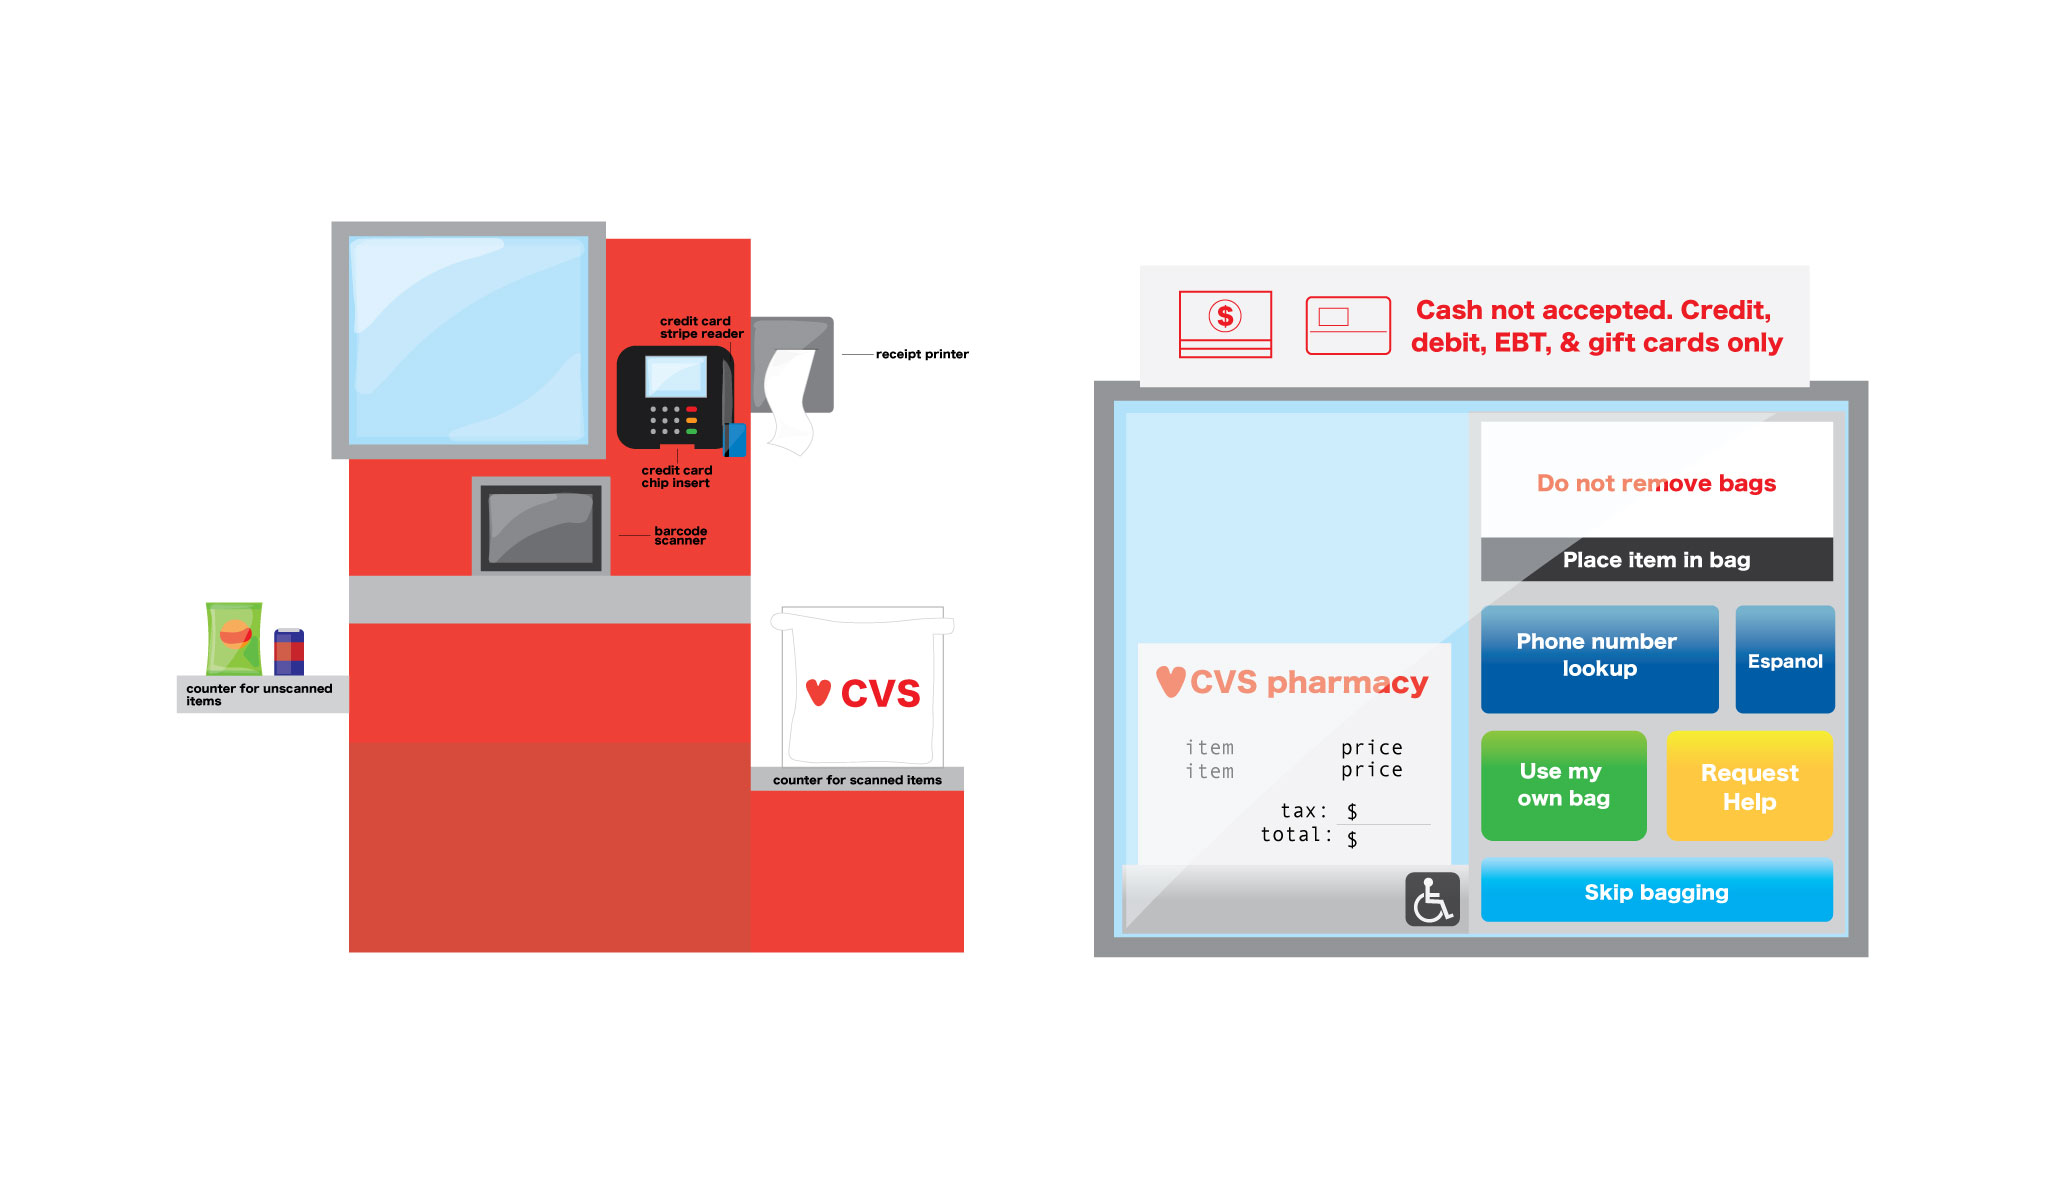 credit card
stripe reader
receipt printer
credit card
chip insert
barcode
scanner
counter for unscanned
items
CVS
counter for scanned items
$
Cash not accepted. Credit,
debit, EBT, & gift cards only
Do not remove bags
Place item in bag
Phone number
lookup
Espanol
Use my
own bag
Request
Help
Skip bagging
CVS pharmacy
item price
item price
tax: $
total: $